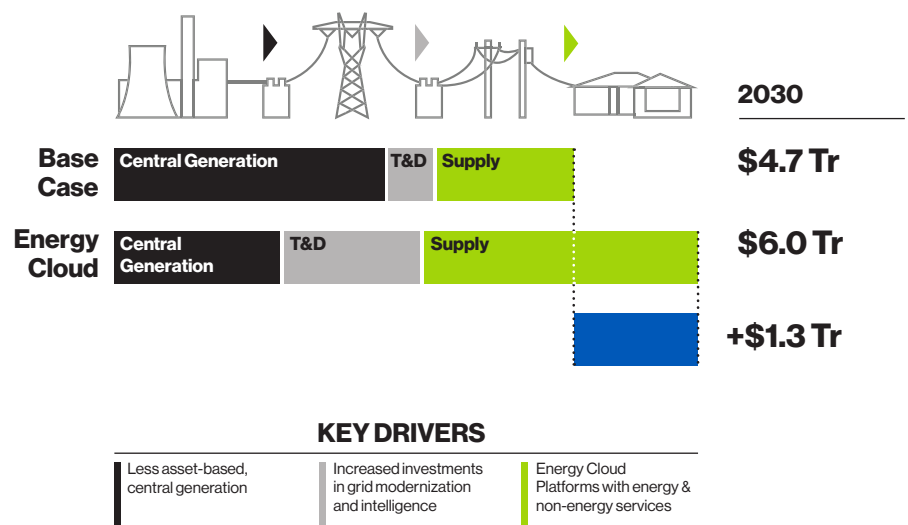 2030
Base
Case
Central Generation
T&D
Supply
$4.7 Tr
Energy
Cloud
Central
Generation
T&D
Supply
$6.0 Tr
+$1.3 Tr
KEY DRIVERS
Less asset-based,
central generation
Increased investments
in grid modernization
and intelligence
Energy Cloud
Platforms with energy &
non-energy services